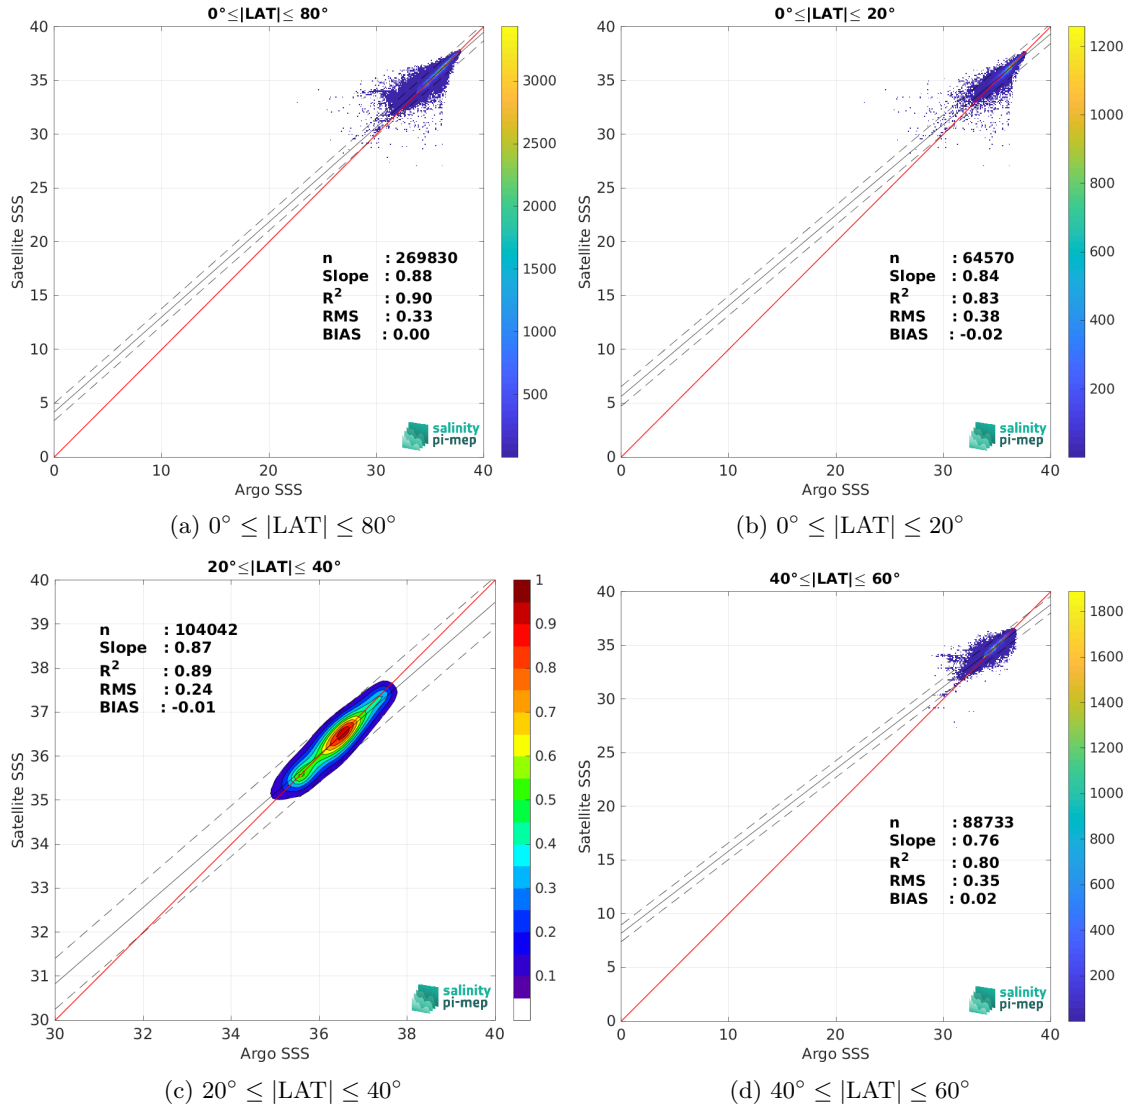 0°≤|LAT|≤ 80°
40
35
30
25
20
15
10
5
0
Satellite SSS
n : 269830
Slope : 0.88
R² : 0.90
RMS : 0.33
BIAS : 0.00
salinity
pi-mep
0 20 30 40
Argo SSS
3000
2500
2000
1500
1000
500
(a) 0° ≤ |LAT| ≤ 80°
0°≤|LAT|≤ 20°
40
35
30
25
20
15
10
5
0
Satellite SSS
n : 64570
Slope : 0.84
R² : 0.83
RMS : 0.38
BIAS : -0.02
salinity
pi-mep
0 10 20 30 40
Argo SSS
1200
1000
800
600
400
200
(b) 0° ≤ |LAT| ≤ 20°
20°≤|LAT|≤ 40°
40
39
38
37
36
35
34
33
32
31
30
Satellite SSS
n : 104042
Slope : 0.87
R² : 0.89
RMS : 0.24
BIAS : -0.01
salinity
pi-mep
30 32 34 36 38 40
Argo SSS
1
0.9
0.8
0.7
0.6
0.5
0.4
0.3
0.2
0.1
(c) 20° ≤ |LAT| ≤ 40°
40°≤|LAT|≤ 60°
40
35
30
25
20
15
10
5
0
Satellite SSS
n : 88733
Slope : 0.76
R² : 0.80
RMS : 0.35
BIAS : 0.02
salinity
pi-mep
0 10 20 30 40
Argo SSS
1800
1600
1400
1200
1000
800
600
400
200
(d) 40° ≤ |LAT| ≤ 60°